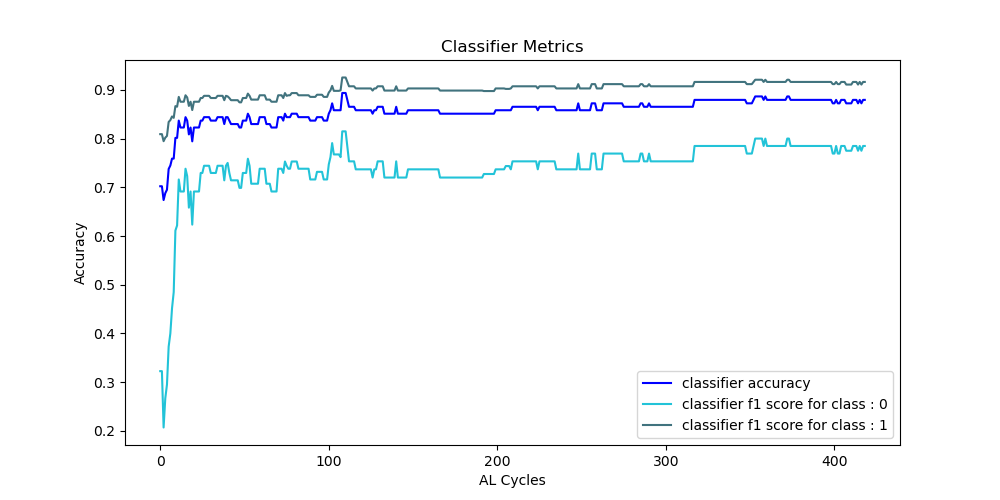 Classifier Metrics
Accuracy
0.9
0.8
0.7
0.6
0.5
0.4
0.3
0.2
classifier accuracy
classifier f1 score for class : 0
classifier f1 score for class : 1
0 100 200 300 400
AL Cycles